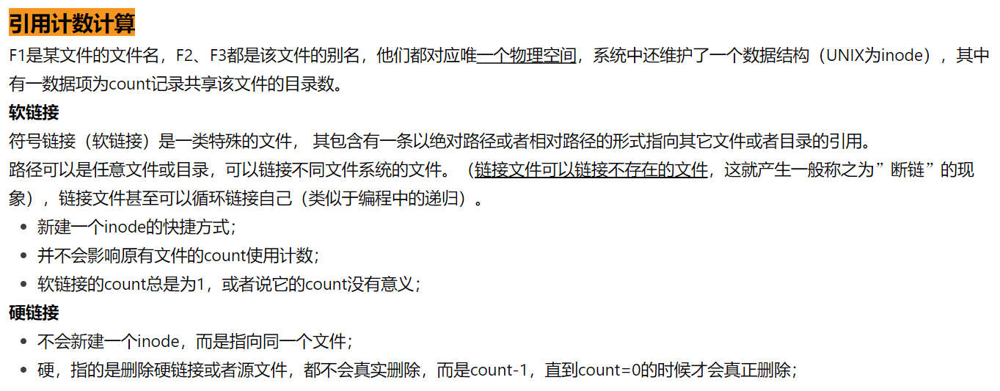 引用计数计算
F1是某文件的文件名，F2、F3都是该文件的别名，他们都对应唯一个物理空间，系统中还维护了一个数据结构（UNIX为inode），其中
有一数据项为count记录共享该文件的目录数。
软链接
符号链接（软链接）是一类特殊的文件， 其包含有一条以绝对路径或者相对路径的形式指向其它文件或者目录的引用。
路径可以是任意文件或目录，可以链接不同文件系统的文件。（链接文件可以链接不存在的文件，这就产生一般称之为”断链”的现
象），链接文件甚至可以循环链接自己（类似于编程中的递归）。
• 新建一个inode的快捷方式；
• 并不会影响原有文件的count使用计数；
• 软链接的count总是为1，或者说它的count没有意义；
硬链接
• 不会新建一个inode，而是指向同一个文件；
• 硬，指的是删除硬链接或者源文件，都不会真实删除，而是count-1，直到count=0的时候才会真正删除；